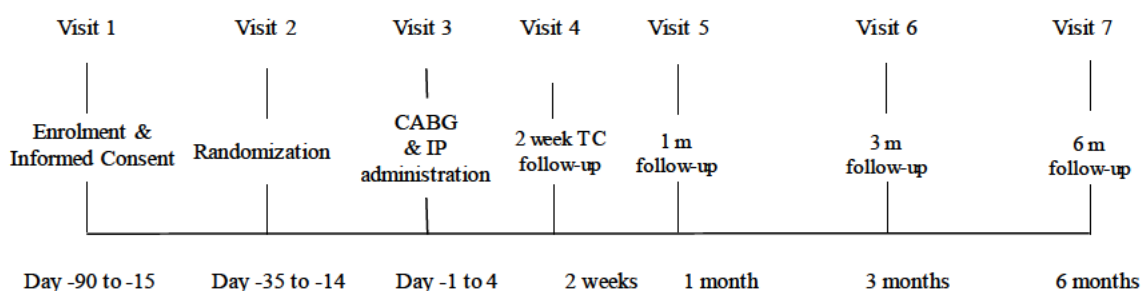 Visit 1 Visit 2 Visit 3 Visit 4 Visit 5 Visit 6 Visit 7
Enrolment &
Informed Consent
Randomization
CABG
& IP
administration
2 week TC
follow-up
1 m
follow-up
3 m
follow-up
6 m
follow-up
Day -90 to -15 Day -35 to -14 Day -1 to 4 2 weeks 1 month 3 months 6 months